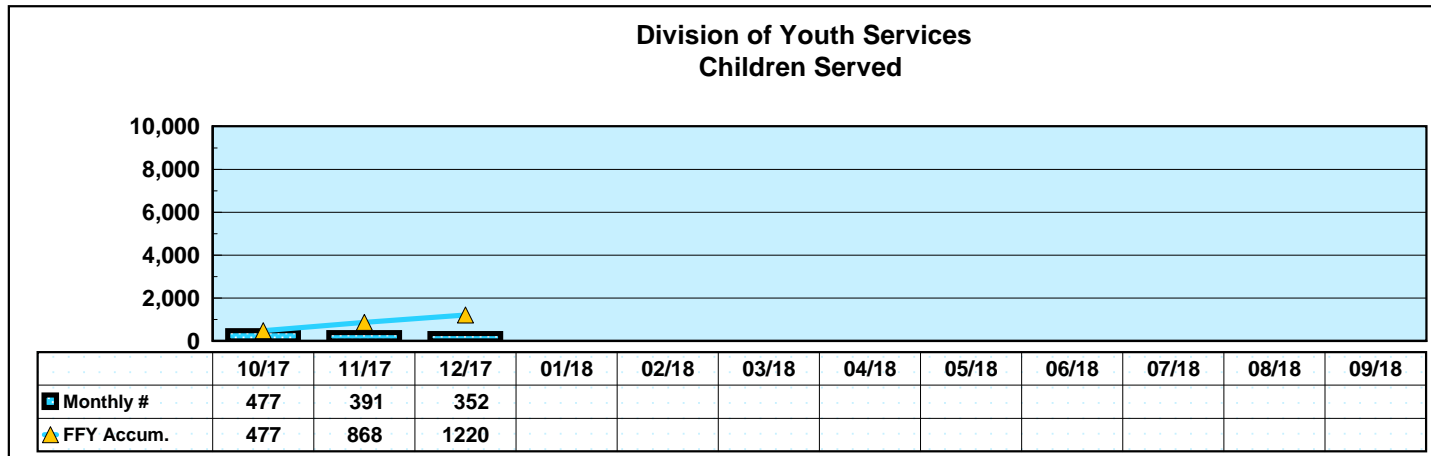 Division of Youth Services
Children Served
10,000
8,000
6,000
4,000
2,000
0
10/17 11/17 12/17 01/18 02/18 03/18 04/18 05/18 06/18 07/18 08/18 09/18
Monthly # 477 391 352
FFY Accum. 477 868 1220